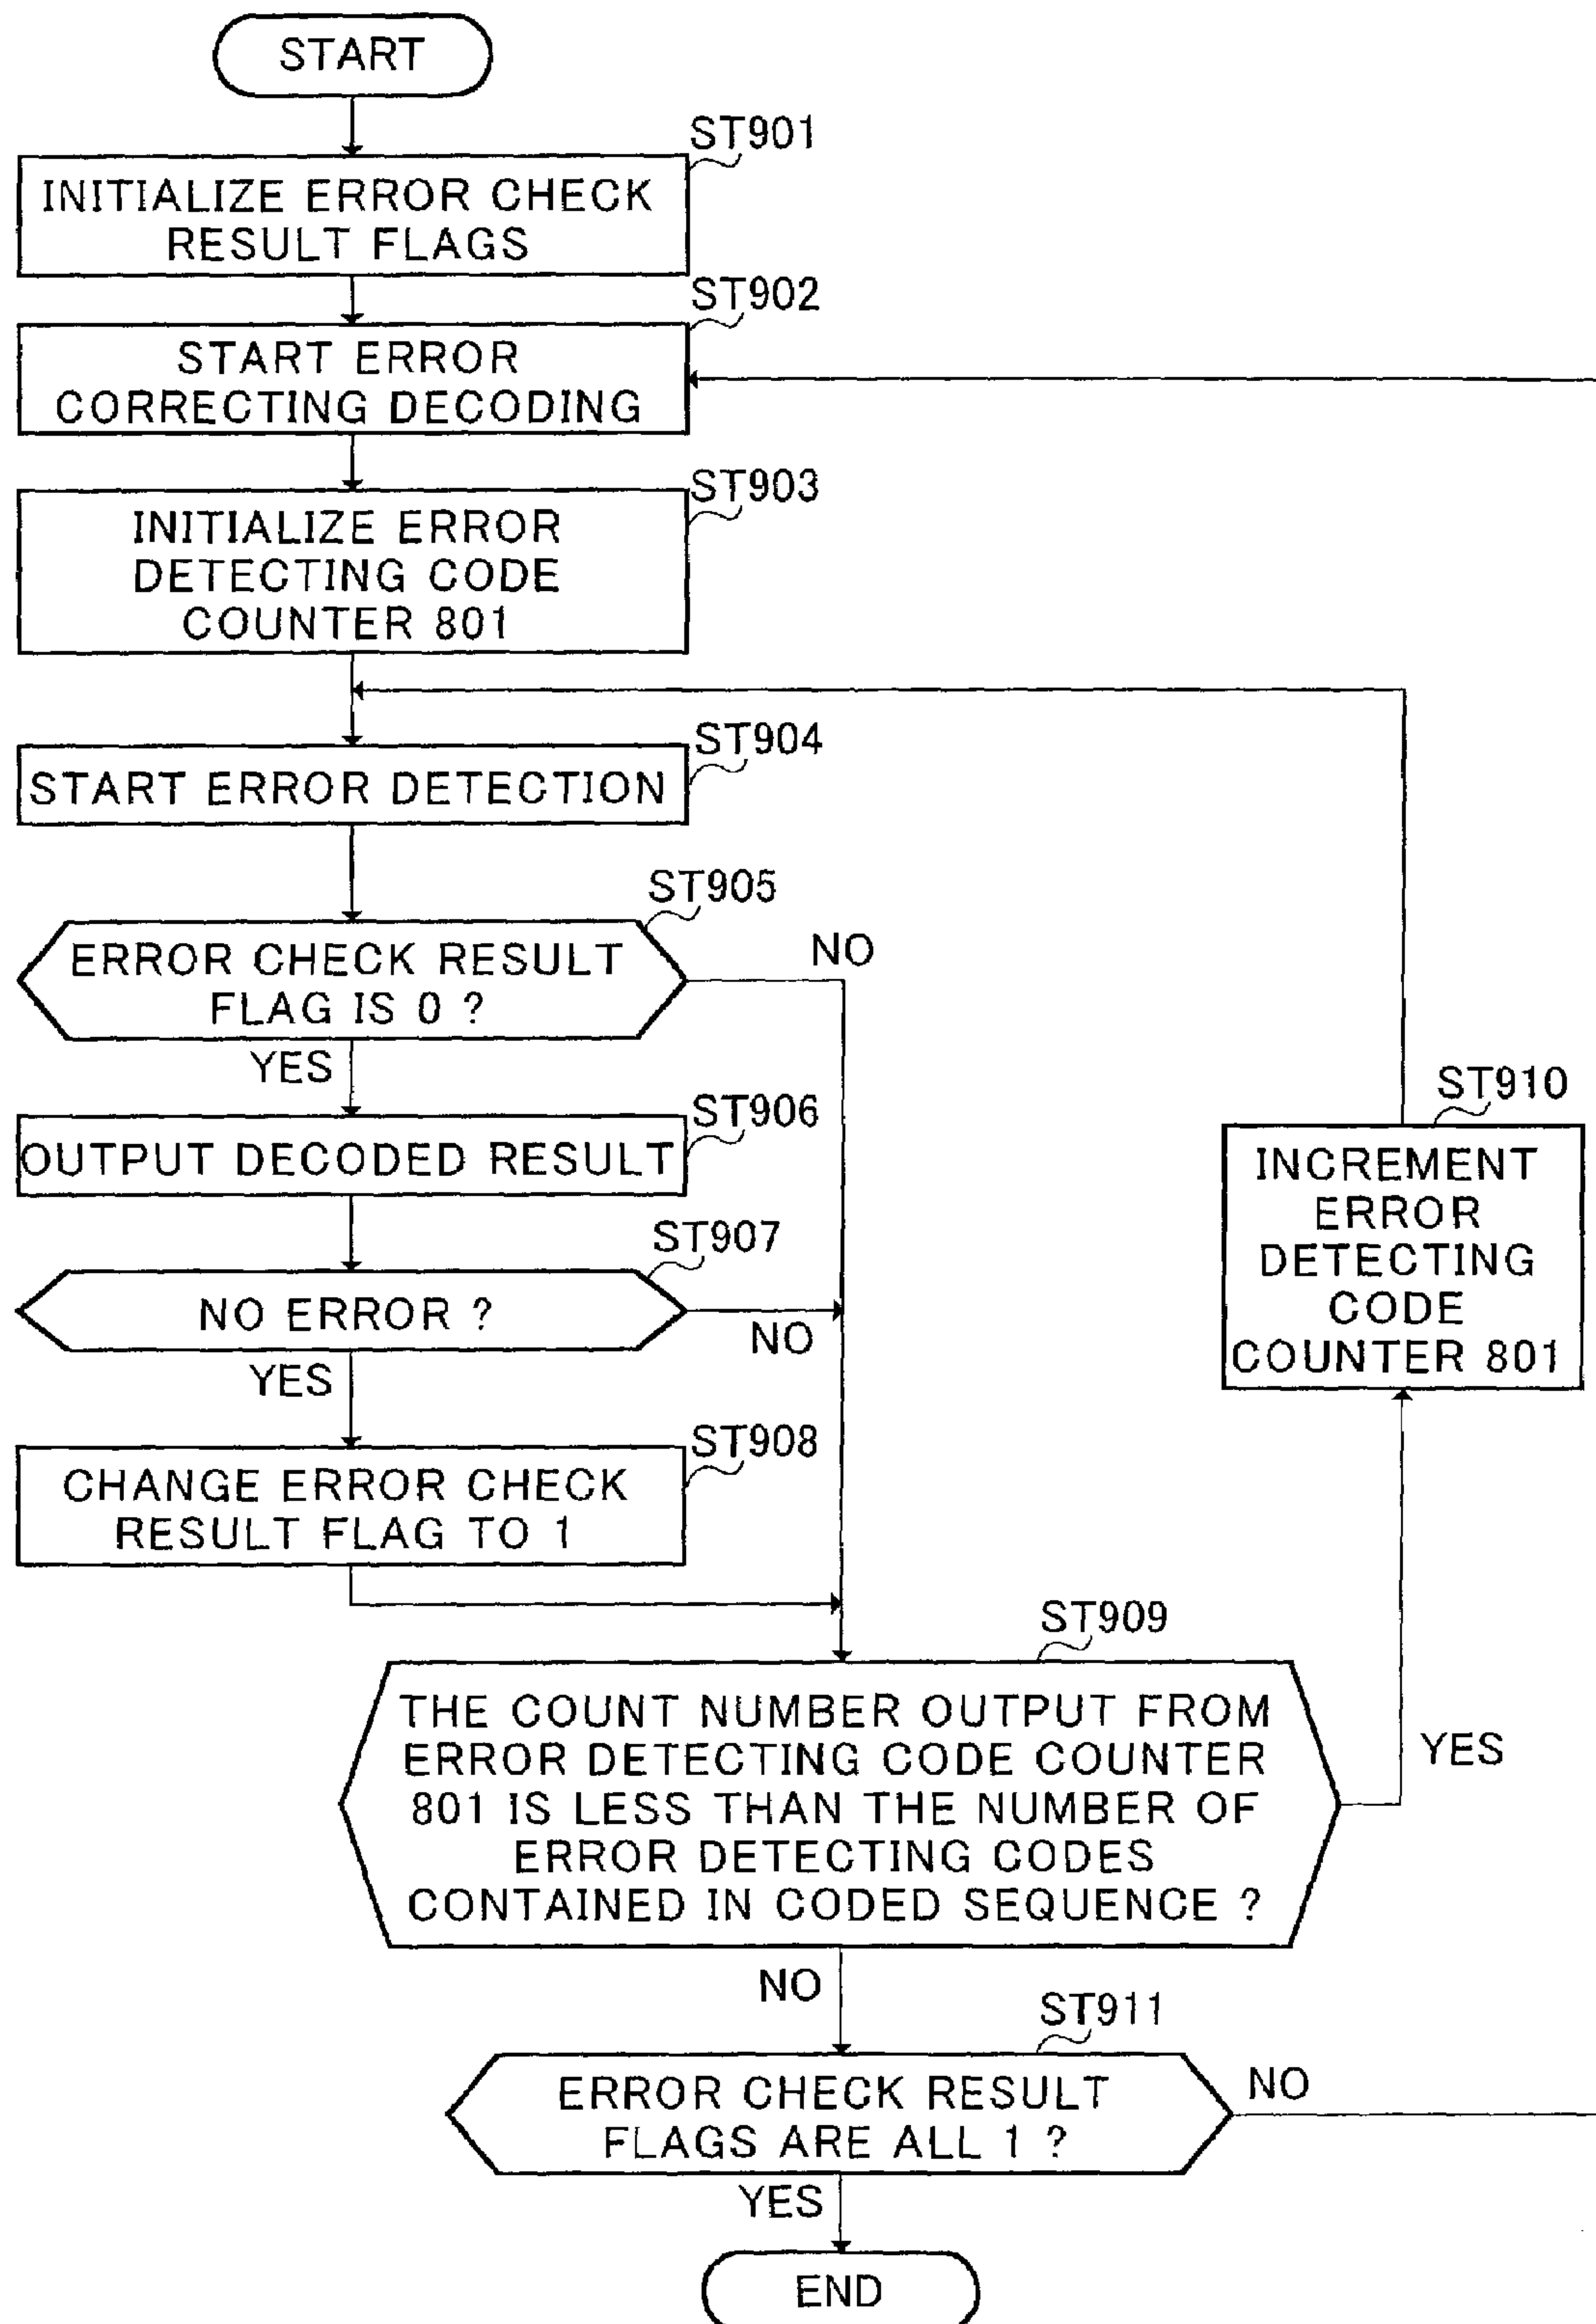 START
ST901
INITIALIZE ERROR CHECK
RESULT FLAGS
ST902
START ERROR
CORRECTING DECODING
ST903
INITIALIZE ERROR
DETECTING CODE
COUNTER 801
ST904
START ERROR DETECTION
ST905
ERROR CHECK RESULT
FLAG IS 0 ?
NO
YES
ST906
OUTPUT DECODED RESULT
ST907
NO ERROR ?
NO
YES
ST908
CHANGE ERROR CHECK
RESULT FLAG TO 1
ST910
INCREMENT
ERROR
DETECTING
CODE
COUNTER 801
ST909
THE COUNT NUMBER OUTPUT FROM
ERROR DETECTING CODE COUNTER
801 IS LESS THAN THE NUMBER OF
ERROR DETECTING CODES
CONTAINED IN CODED SEQUENCE ?
YES
NO
ST911
ERROR CHECK RESULT
FLAGS ARE ALL 1 ?
NO
YES
END